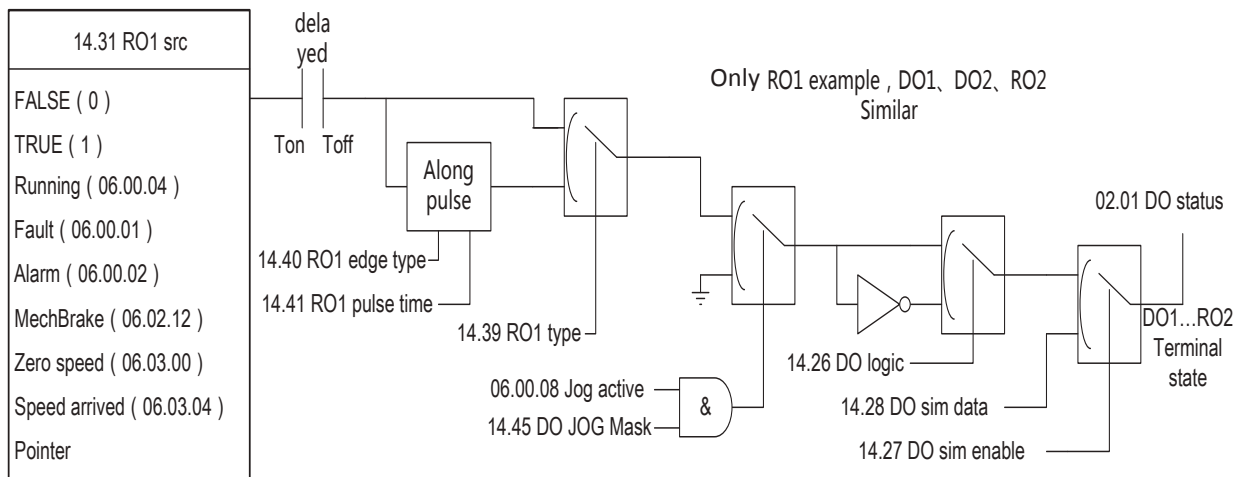 14.31 RO1 src
FALSE ( 0 )
TRUE ( 1 )
Running ( 06.00.04 )
Fault ( 06.00.01 )
Alarm ( 06.00.02 )
MechBrake ( 06.02.12 )
Zero speed ( 06.03.00 )
Speed arrived ( 06.03.04 )
Pointer
dela
yed
Ton Toff
Along
pulse
14.40 RO1 edge type
14.41 RO1 pulse time
14.39 RO1 type
Only RO1 example , DO1、DO2、RO2
Similar
06.00.08 Jog active
14.45 DO JOG Mask
&
14.26 DO logic
14.28 DO sim data
14.27 DO sim enable
02.01 DO status
DO1...RO2
Terminal
state